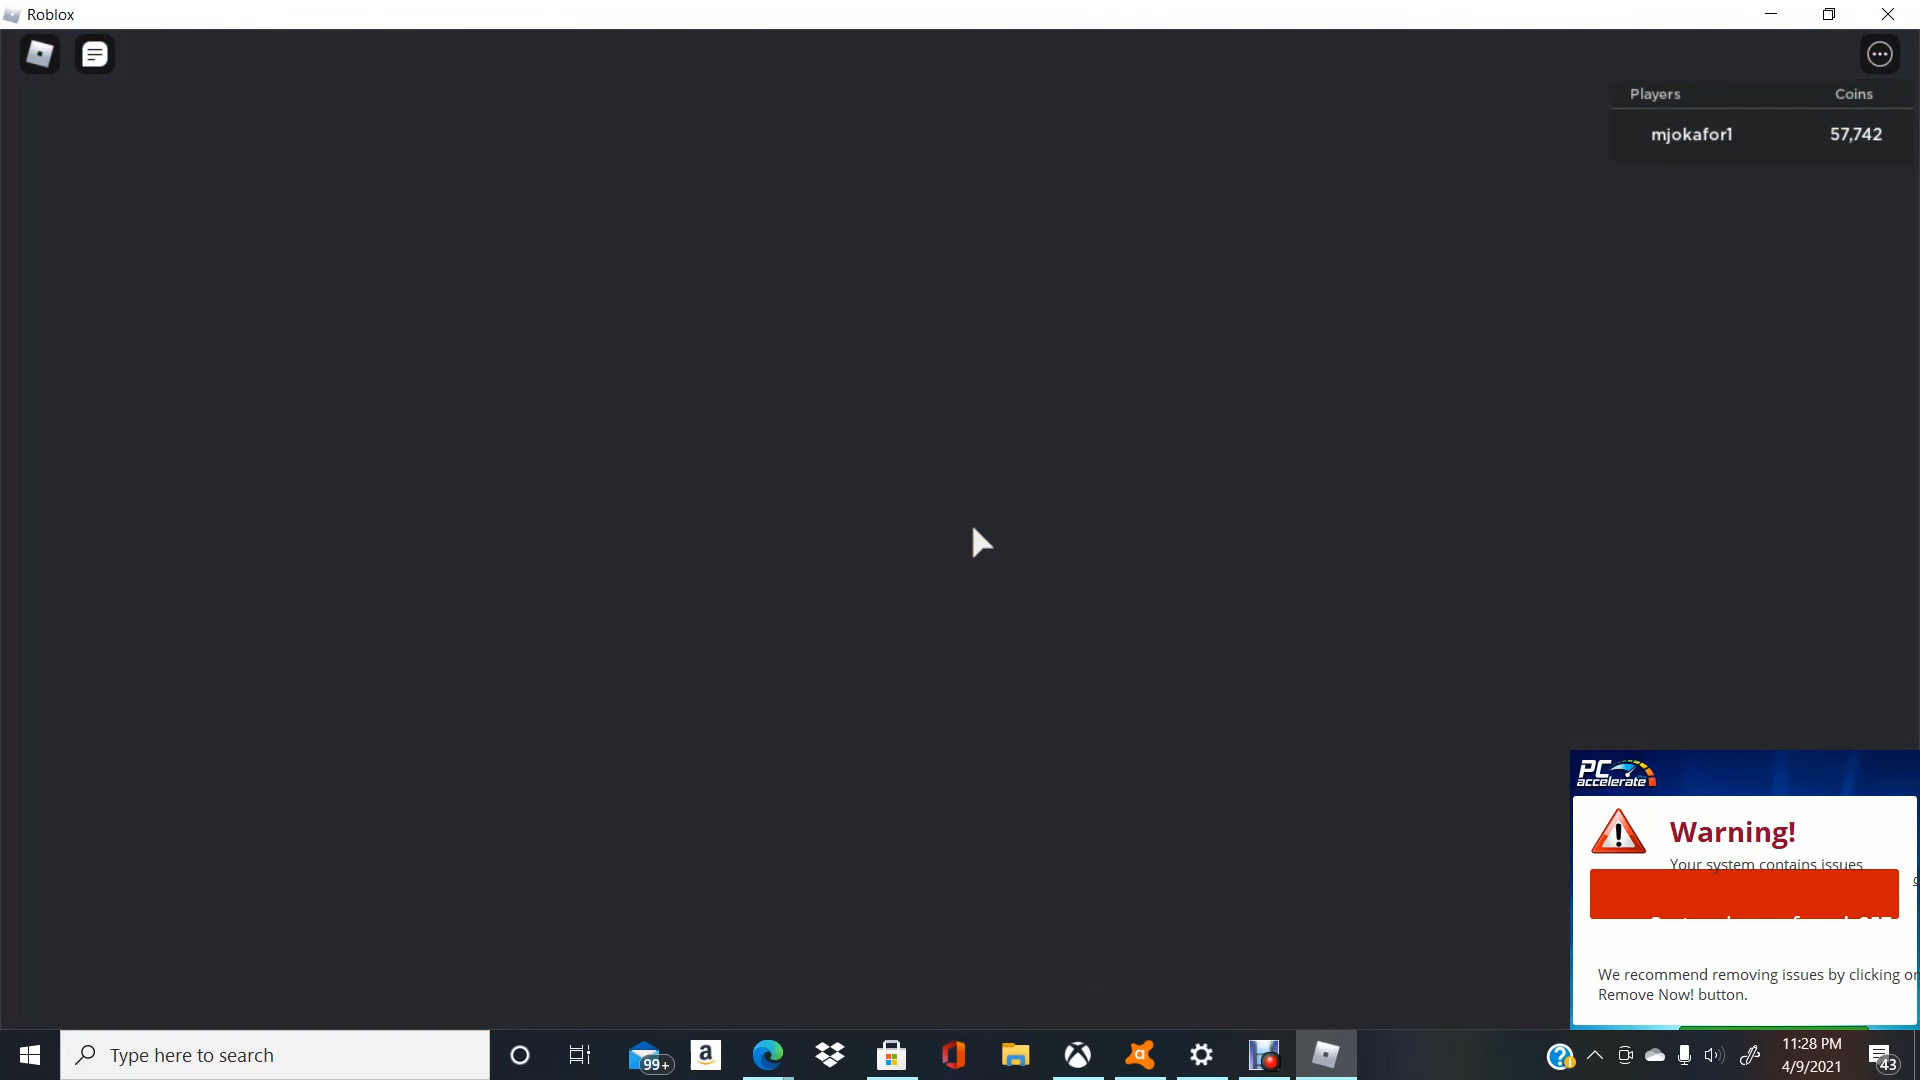 Roblox
Players Coins
mjokafor1 57,742
PC
accelerate
Warning!
Your system contains issues
We recommend removing issues by clicking on
Remove Now! button.
Type here to search
99+
a
a
11:28 PM
4/9/2021
43